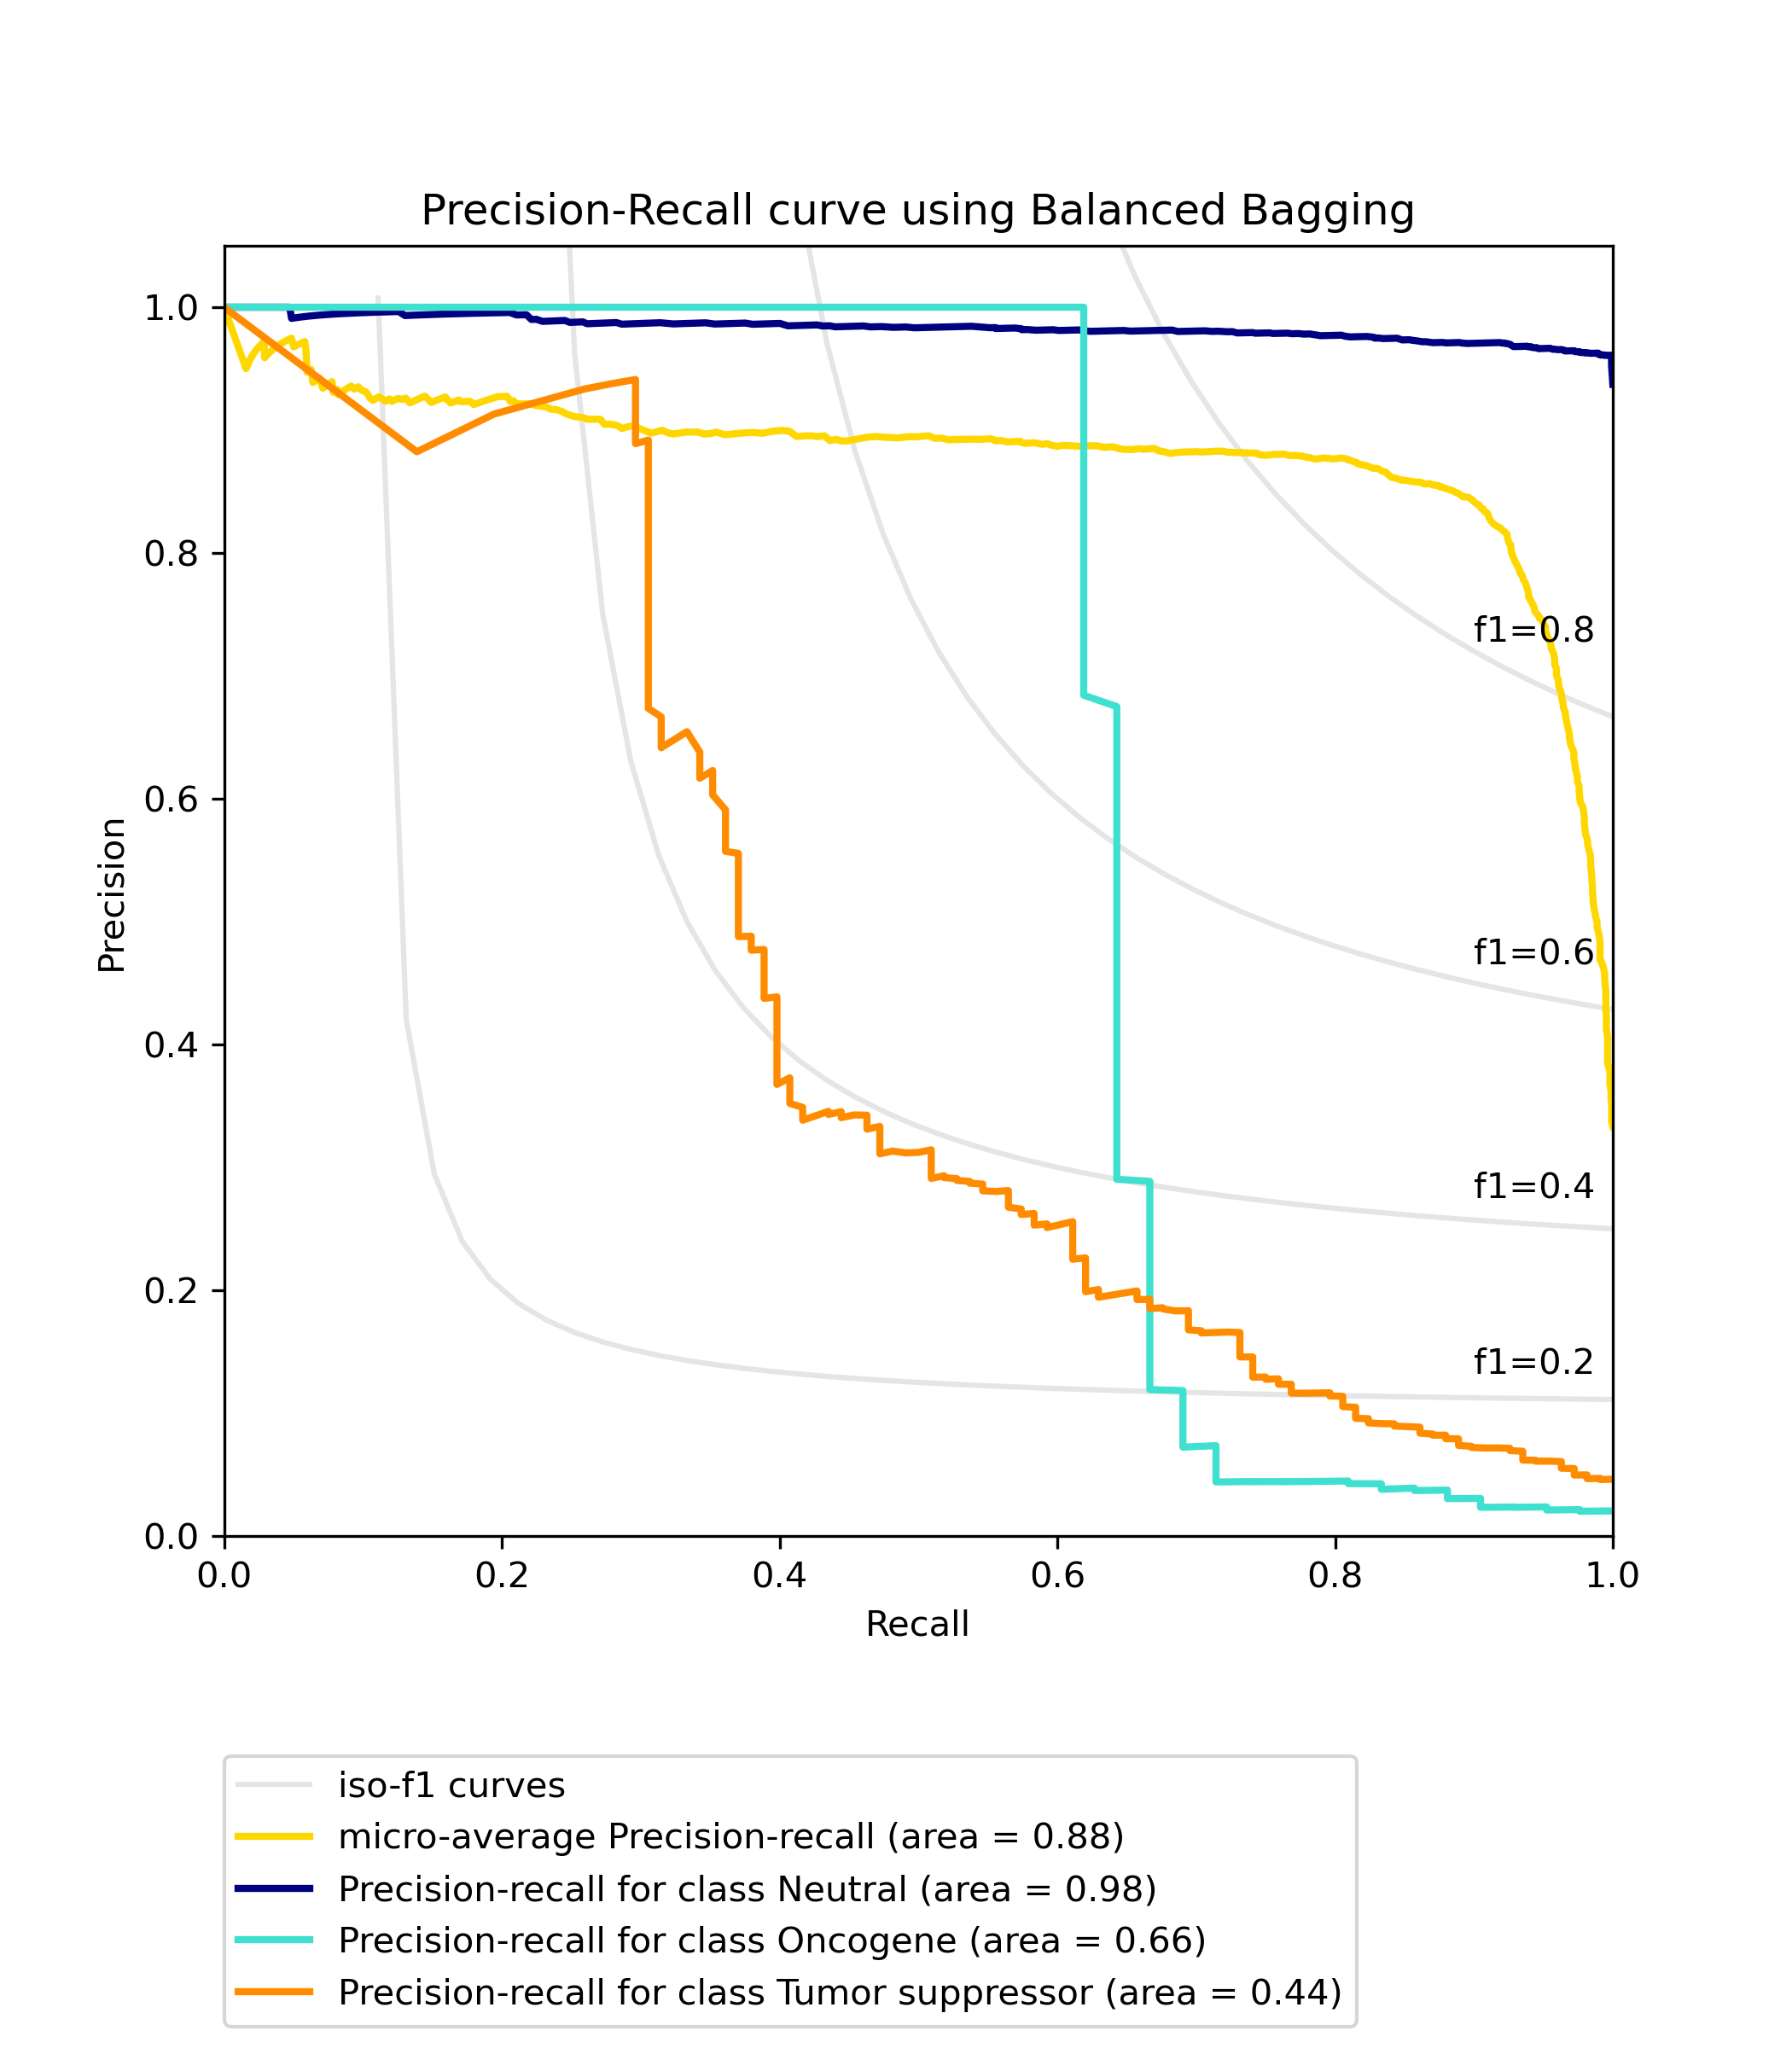 Precision-Recall curve using Balanced Bagging
1.0
0.8
f1=0.8
0.6
Precision
f1=0.6
0.4
f1=0.4
0.2
f1=0.2
0.0
0.0 0.2 0.4 0.6 0.8 1.0
Recall
iso-f1 curves
micro-average Precision-recall (area = 0.88)
Precision-recall for class Neutral (area = 0.98)
Precision-recall for class Oncogene (area = 0.66)
Precision-recall for class Tumor suppressor (area = 0.44)